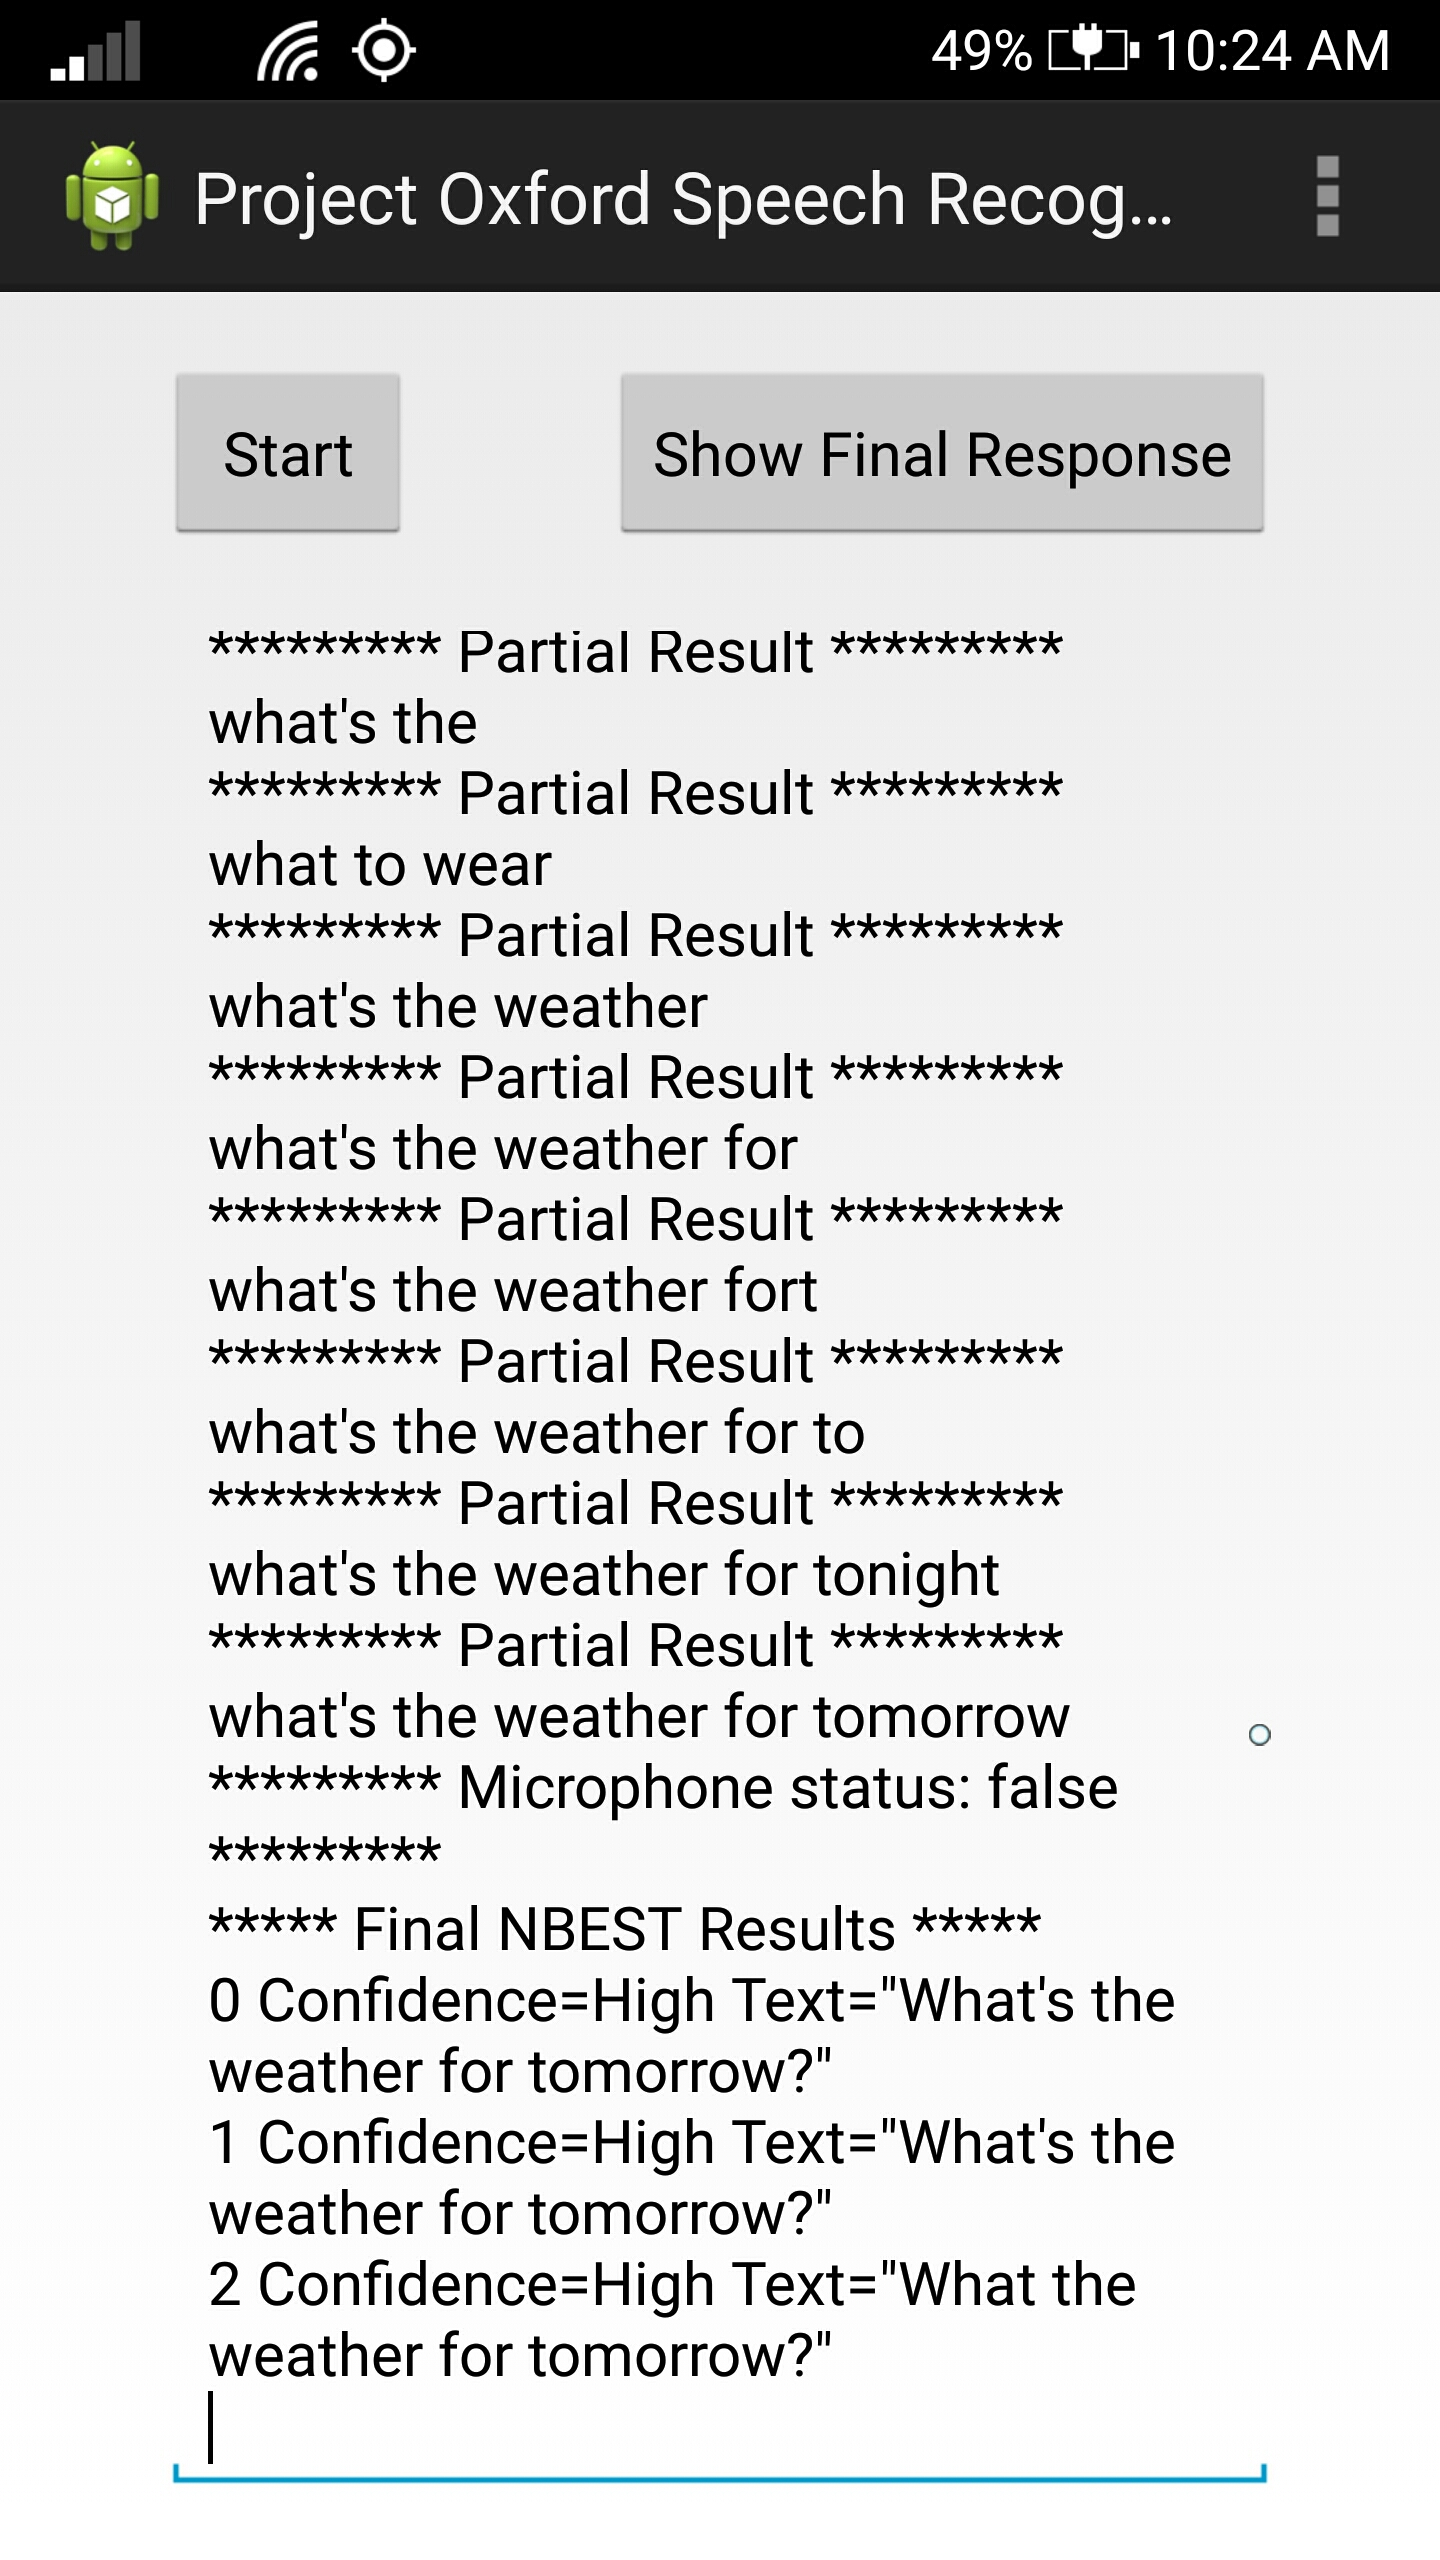 49% 10:24 AM
Project Oxford Speech Recog...
Start Show Final Response
********* Partial Result *********
what's the
********* Partial Result *********
what to wear
********* Partial Result *********
what's the weather
********* Partial Result *********
what's the weather for
********* Partial Result *********
what's the weather fort
********* Partial Result *********
what's the weather for to
********* Partial Result *********
what's the weather for tonight
********* Partial Result *********
what's the weather for tomorrow
********* Microphone status: false
*********
***** Final NBEST Results *****
0 Confidence=High Text="What's the
weather for tomorrow?"
1 Confidence=High Text="What's the
weather for tomorrow?"
2 Confidence=High Text="What the
weather for tomorrow?"